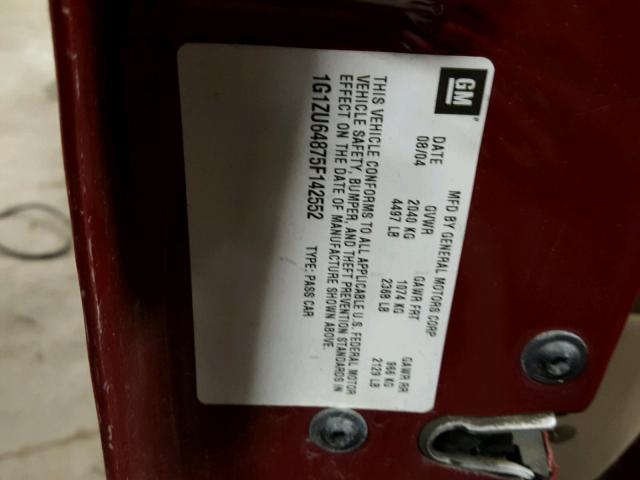 GM
MFD BY GENERAL MOTORS CORP
DATE GVWR GAWR FRT GAWR RR
08/04 2040 KG 1074 KG 966 KG
4497 LB 2368 LB 2129 LB
THIS VEHICLE CONFORMS TO ALL APPLICABLE U.S. FEDERAL MOTOR
VEHICLE SAFETY, BUMPER, AND THEFT PREVENTION STANDARDS IN
EFFECT ON THE DATE OF MANUFACTURE SHOWN ABOVE.
1G1ZU64875F142552 TYPE: PASS CAR